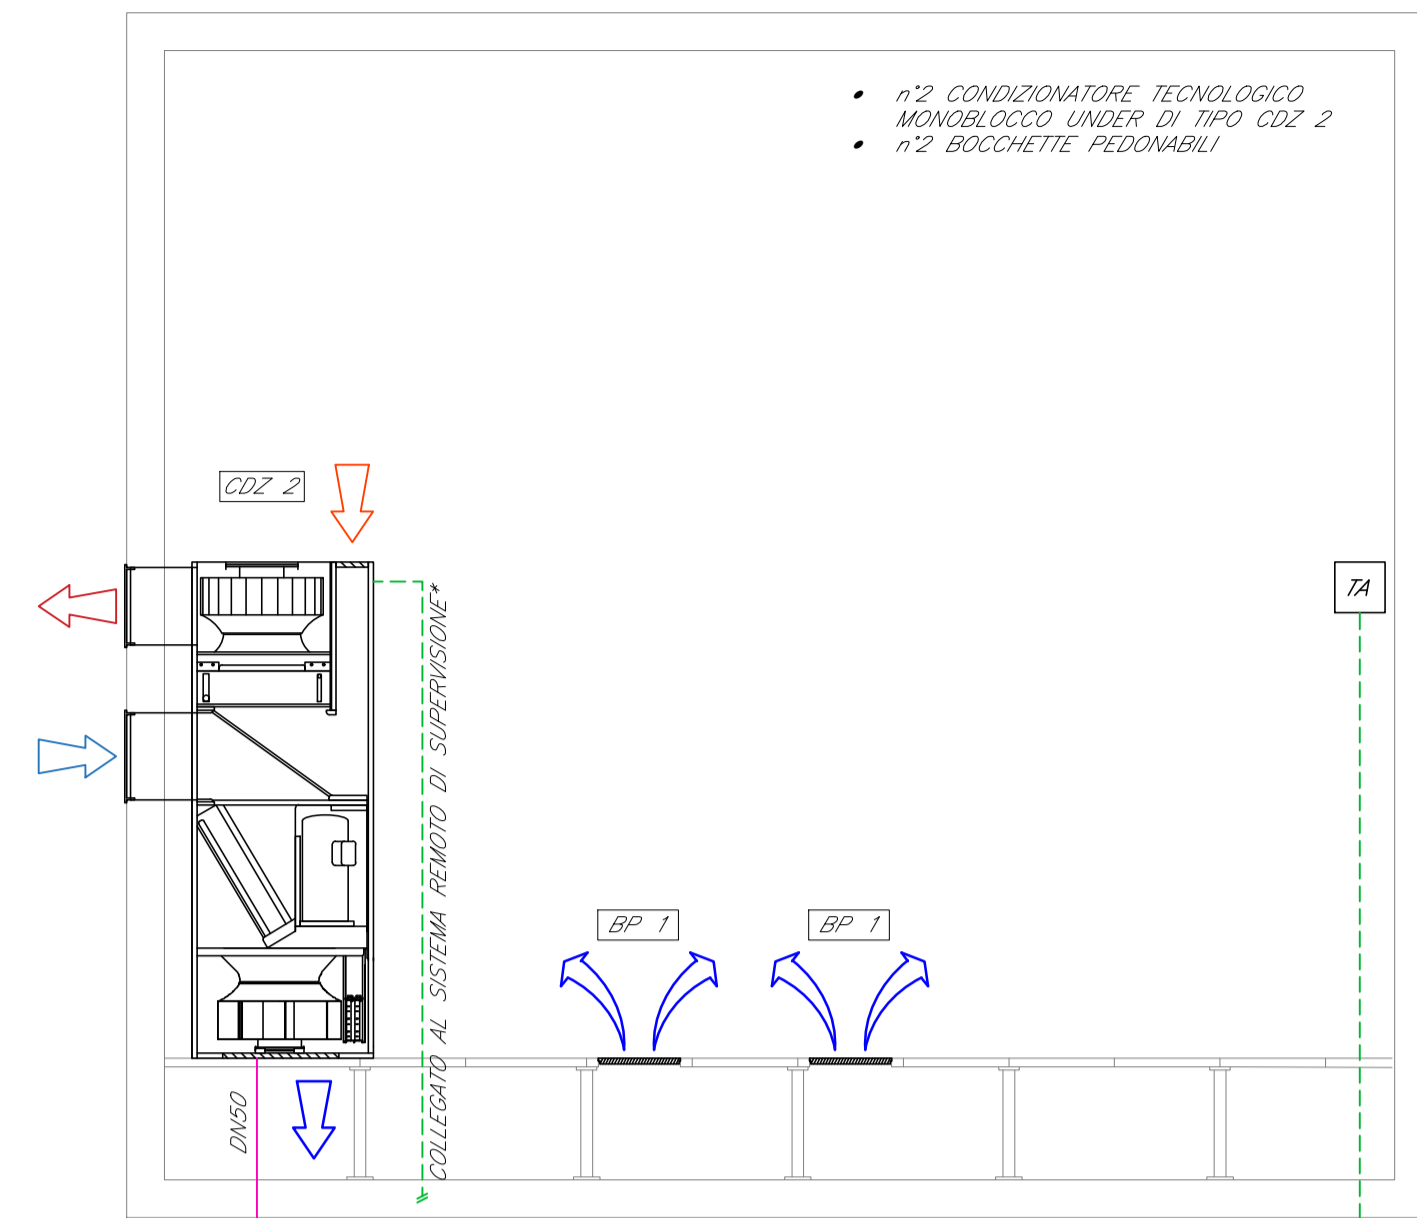 n°2 CONDIZIONATORE TECNOLOGICO
MONOBLOCCO UNDER DI TIPO CDZ 2
n°2 BOCCHETTE PEDONABILI
CDZ 2
TA
COLLEGATO AL SISTEMA REMOTO DI SUPERVISIONE*
BP 1
BP 1
DN50